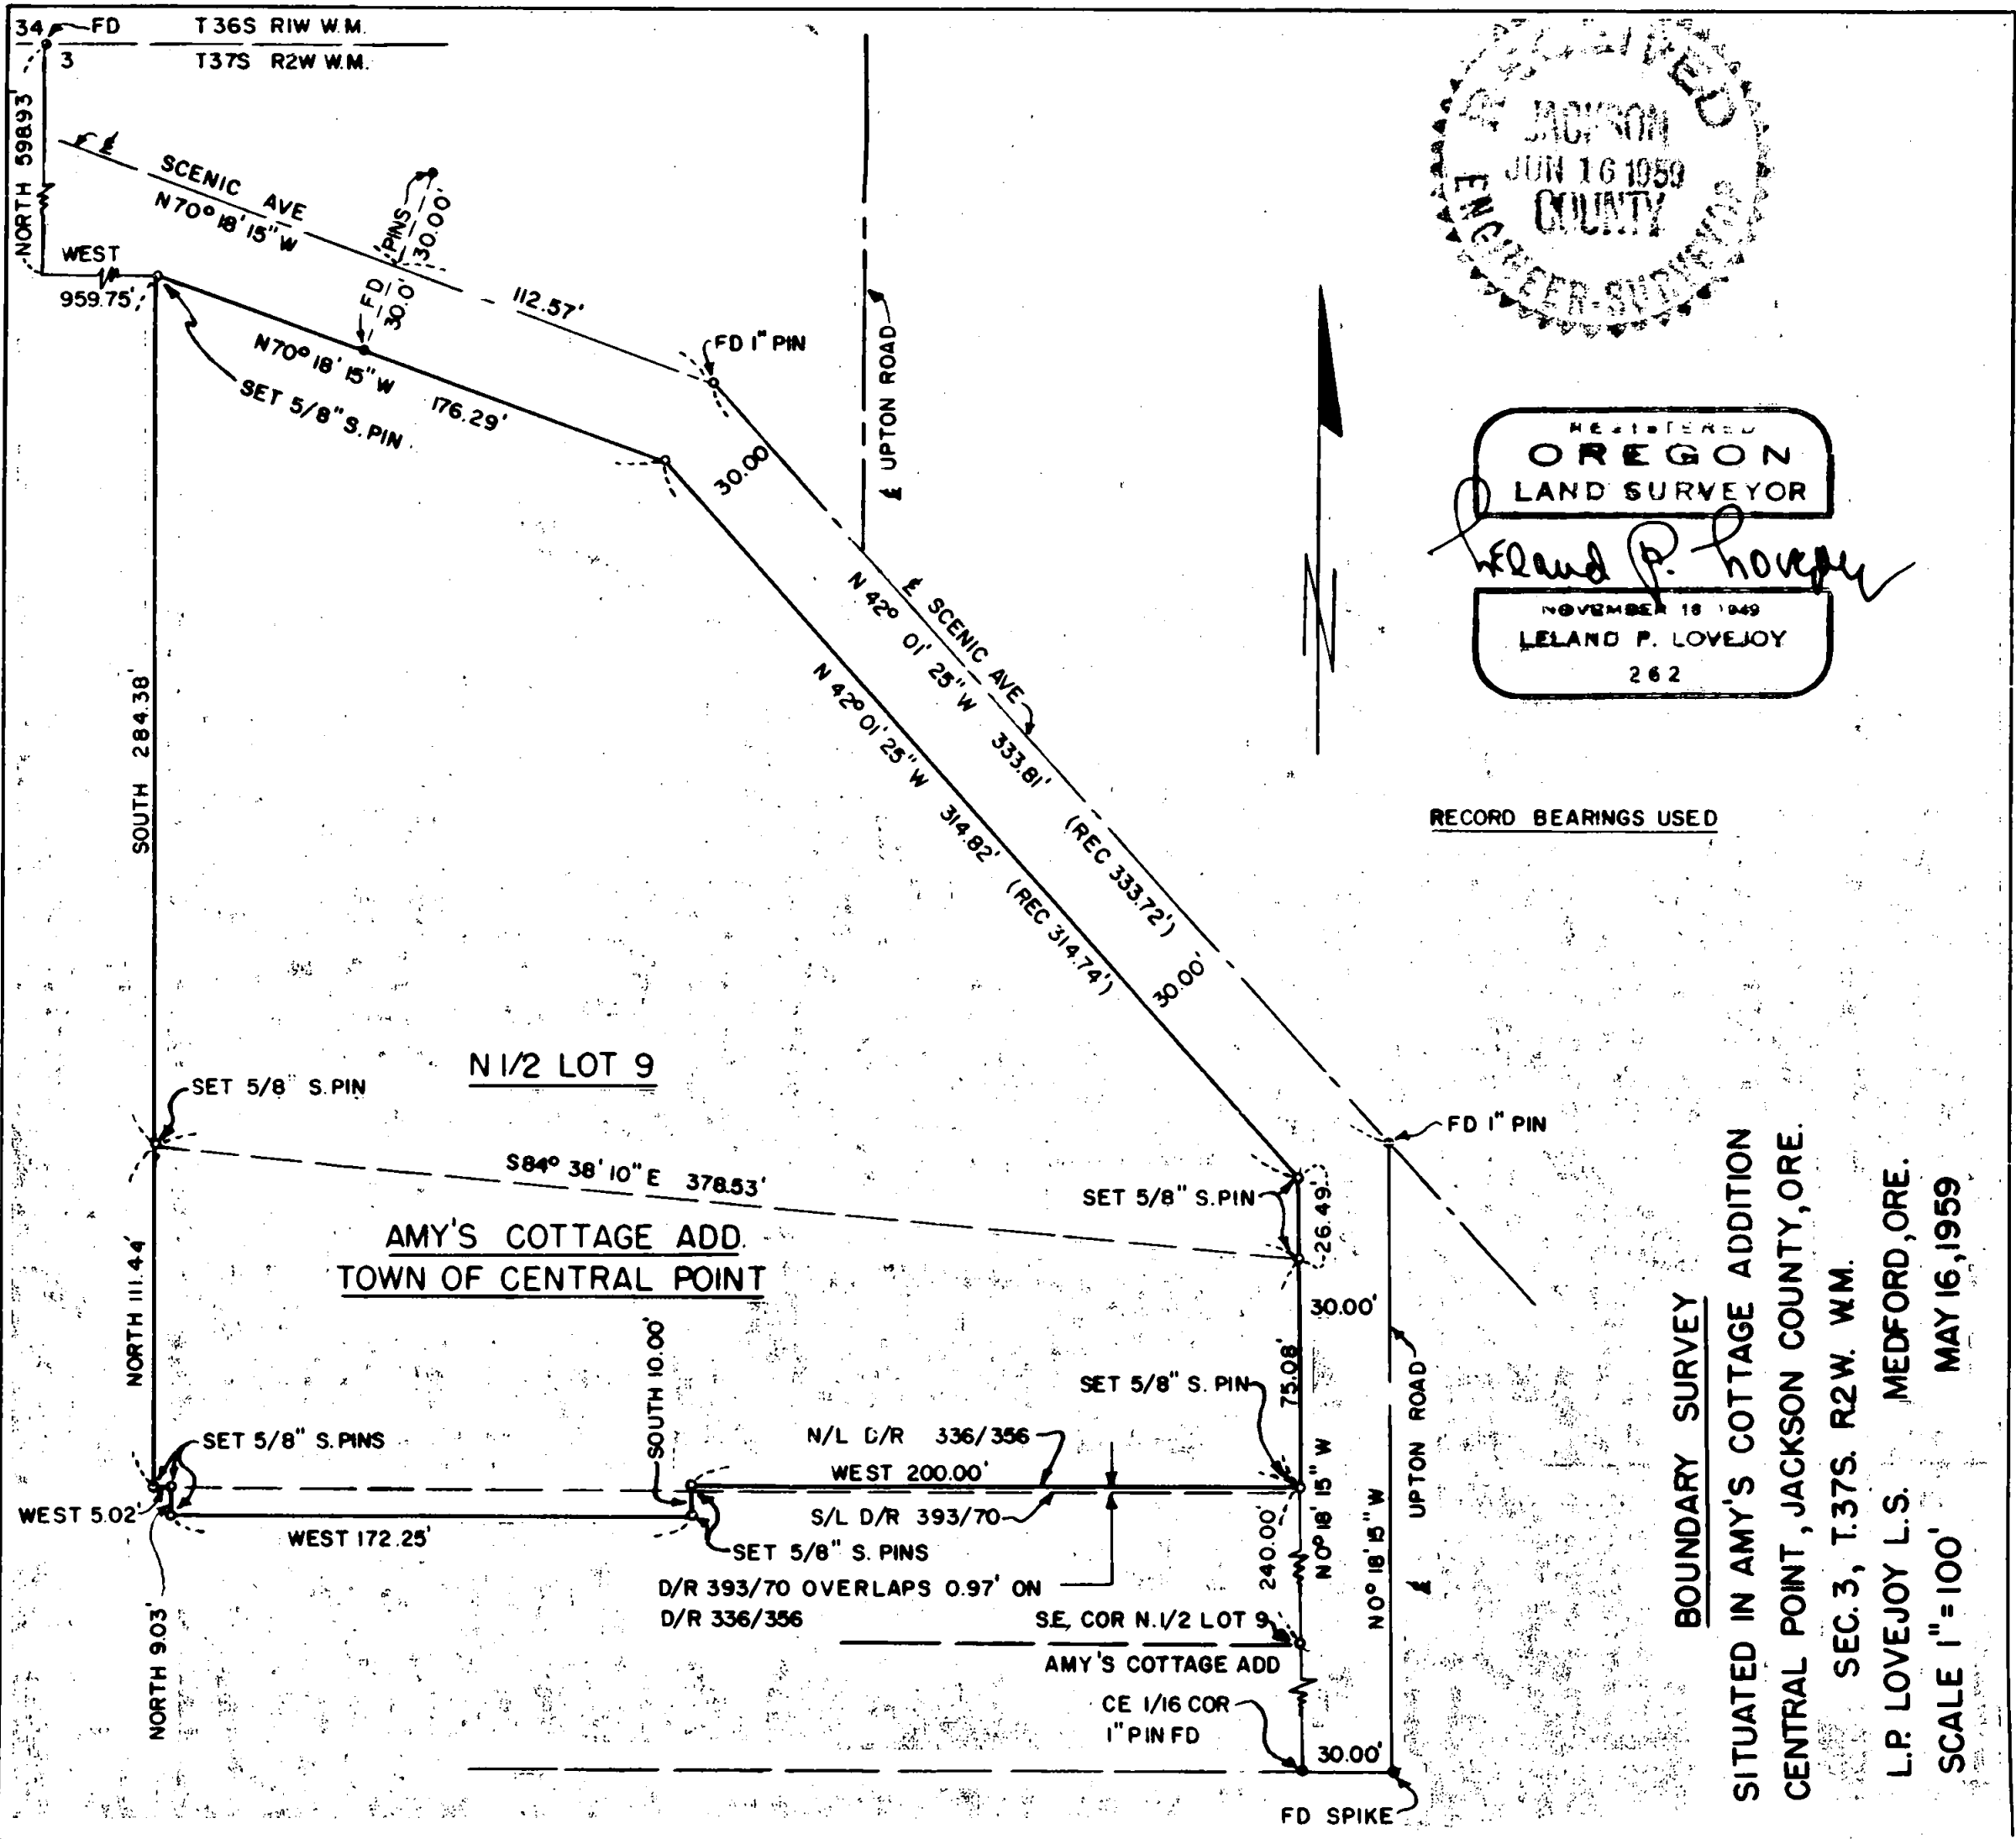 34
FD
T36S R1W W.M.
3
T37S R2W W.M.
NORTH 598.93'
℄
SCENIC AVE
N70° 18' 15" W
FD PINS
30.00'
30.0'
WEST
959.75'
112.57'
FD 1" PIN
N70° 18' 15" W 176.29'
SET 5/8" S. PIN
30.00
℄ UPTON ROAD
℄ SCENIC AVE
N 42° 01' 25" W 333.81' (REC 333.72')
N 42° 01' 25" W 314.82' (REC 314.74')
30.00'
SOUTH 284.38'
RECEIVED
JACKSON
JUN 16 1959
COUNTY
ENGINEER-SURVEYOR
N
REGISTERED
OREGON
LAND SURVEYOR
Leland P. Lovejoy
NOVEMBER 18 1949
LELAND P. LOVEJOY
262
RECORD BEARINGS USED
N 1/2 LOT 9
SET 5/8" S. PIN
FD 1" PIN
S84° 38' 10" E 378.53'
SET 5/8" S. PIN
26.49'
AMY'S COTTAGE ADD.
TOWN OF CENTRAL POINT
NORTH 111.44'
30.00'
75.08'
SOUTH 10.00'
SET 5/8" S. PIN
UPTON ROAD
℄
SET 5/8" S. PINS
N/L D/R 336/356
WEST 200.00'
WEST 5.02'
S/L D/R 393/70
WEST 172.25'
SET 5/8" S. PINS
240.00'
N 0° 18' 15" W
N 0° 18' 15" W
D/R 393/70 OVERLAPS 0.97' ON
D/R 336/356
S.E. COR N.1/2 LOT 9
AMY'S COTTAGE ADD
NORTH 9.03'
CE 1/16 COR
1" PIN FD
30.00'
FD SPIKE
BOUNDARY SURVEY
SITUATED IN AMY'S COTTAGE ADDITION
CENTRAL POINT, JACKSON COUNTY, ORE.
SEC. 3, T.37S. R2W. W.M.
L.P. LOVEJOY L.S. MEDFORD, ORE.
SCALE 1"=100' MAY 16, 1959